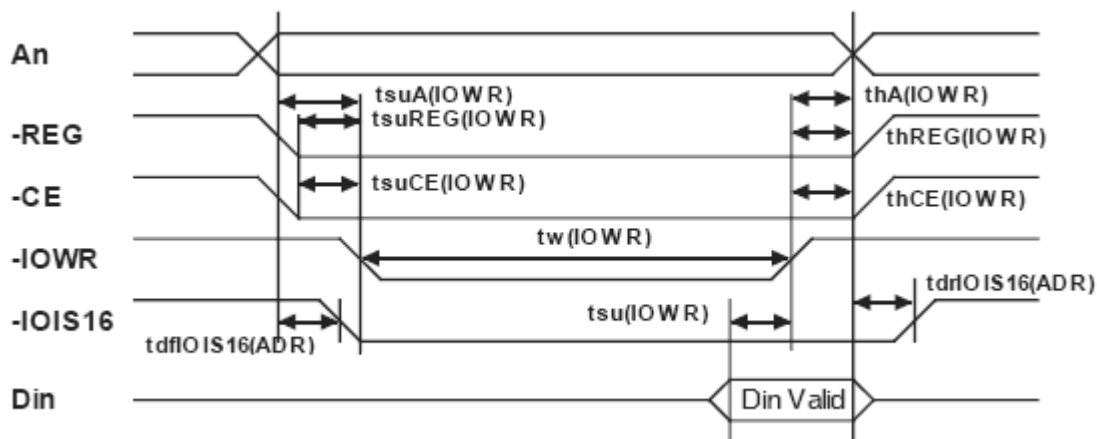 An
tsuA(IOWR)
thA(IOWR)
-REG
tsuREG(IOWR)
thREG(IOWR)
-CE
tsuCE(IOWR)
thCE(IOWR)
-IOWR
tw(IOWR)
tdrIOIS16(ADR)
-IOIS16
tsu(IOWR)
tdfIOIS16(ADR)
Din
Din Valid